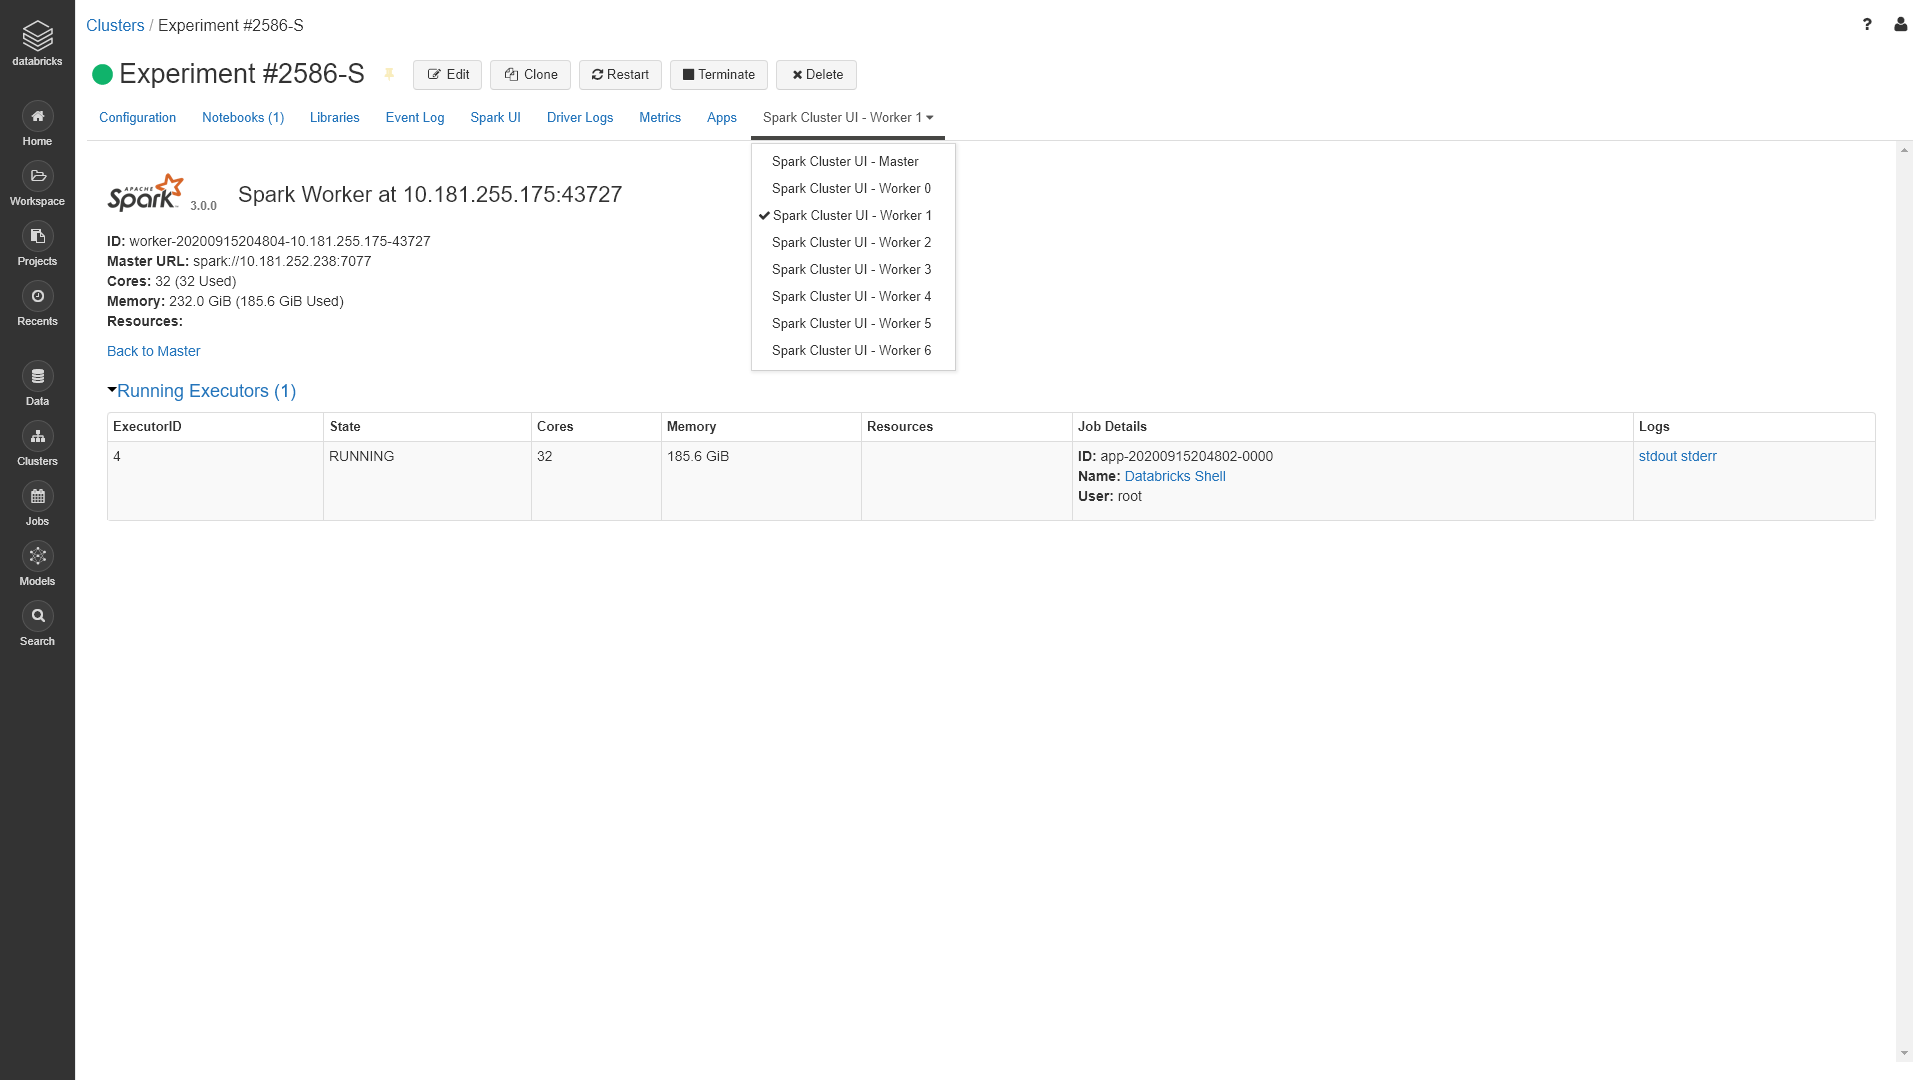 databricks
Home
Workspace
Projects
Recents
Data
Clusters
Jobs
Models
Search
Clusters / Experiment #2586-S
?
Experiment #2586-S
Edit Clone Restart Terminate Delete
Configuration Notebooks (1) Libraries Event Log Spark UI Driver Logs Metrics Apps Spark Cluster UI - Worker 1
Spark Cluster UI - Master
Spark Cluster UI - Worker 0
Spark Cluster UI - Worker 1
Spark Cluster UI - Worker 2
Spark Cluster UI - Worker 3
Spark Cluster UI - Worker 4
Spark Cluster UI - Worker 5
Spark Cluster UI - Worker 6
APACHE
Spark 3.0.0 Spark Worker at 10.181.255.175:43727
ID: worker-20200915204804-10.181.255.175-43727
Master URL: spark://10.181.252.238:7077
Cores: 32 (32 Used)
Memory: 232.0 GiB (185.6 GiB Used)
Resources:
Back to Master
Running Executors (1)
ExecutorID State Cores Memory Resources Job Details Logs
4 RUNNING 32 185.6 GiB ID: app-20200915204802-0000 stdout stderr
Name: Databricks Shell
User: root